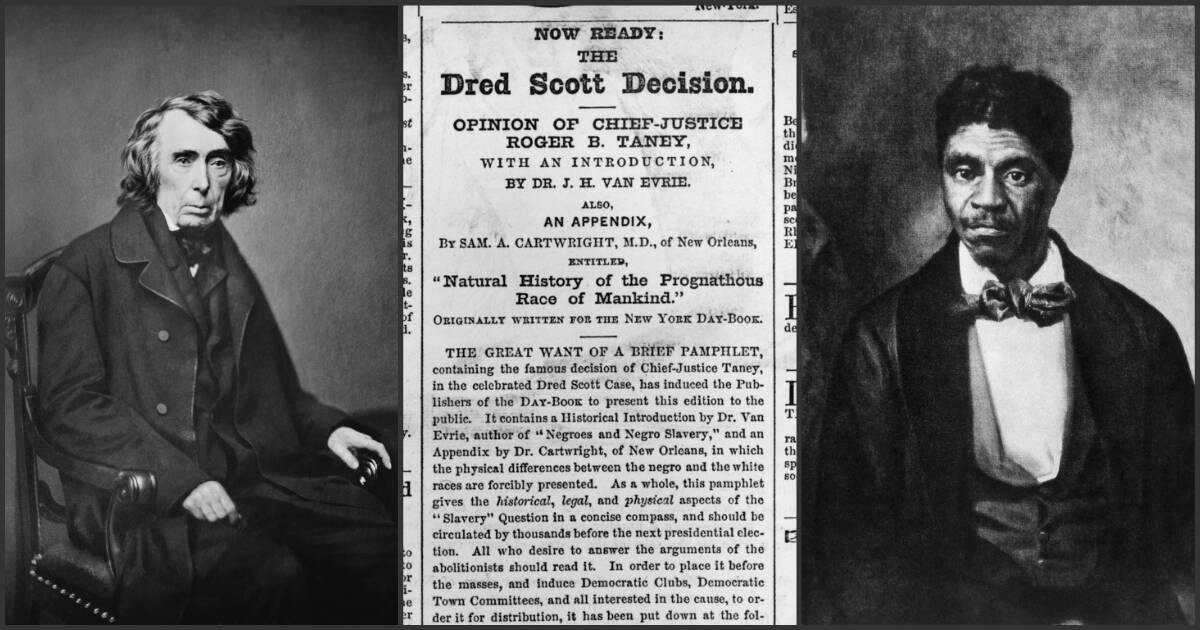 New-York.
NOW READY:
THE
Dred Scott Decision.
OPINION OF CHIEF-JUSTICE
ROGER B. TANEY,
WITH AN INTRODUCTION,
BY DR. J. H. VAN EVRIE.
ALSO,
AN APPENDIX,
BY SAM. A. CARTWRIGHT, M.D., of New Orleans,
ENTITLED,
"Natural History of the Prognathous
Race of Mankind."
ORIGINALLY WRITTEN FOR THE NEW YORK DAY-BOOK.
THE GREAT WANT OF A BRIEF PAMPHLET,
containing the famous decision of Chief-Justice Taney,
in the celebrated Dred Scott Case, has induced the Pub-
lishers of the DAY-BOOK to present this edition to the
public. It contains a Historical Introduction by Dr. Van
Evrie, author of "Negroes and Negro Slavery," and an
Appendix by Dr. Cartwright, of New Orleans, in which
the physical differences between the negro and the white
races are forcibly presented. As a whole, this pamphlet
gives the historical, legal, and physical aspects of the
"Slavery" Question in a concise compass, and should be
circulated by thousands before the next presidential elec-
tion. All who desire to answer the arguments of the
abolitionists should read it. In order to place it before
the masses, and induce Democratic Clubs, Democratic
Town Committees, and all interested in the cause, to or-
der it for distribution, it has been put down at the fol-